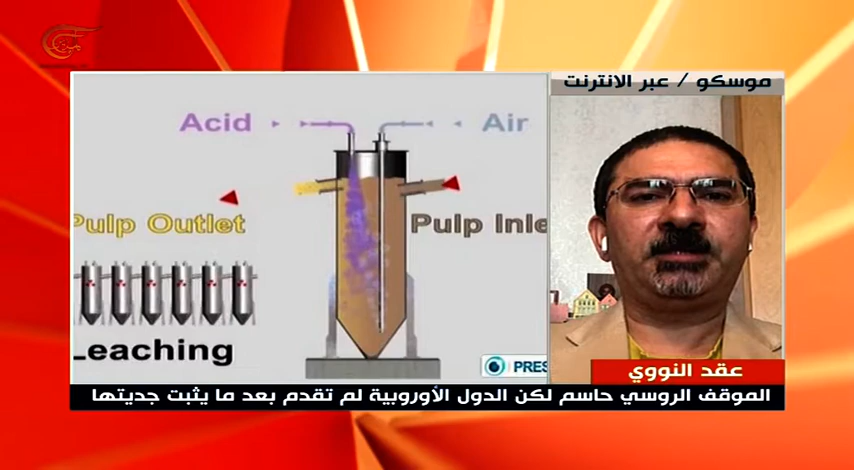 موسكو / عبر الانترنت
Acid
Air
Pulp Outlet
Pulp Inle
Leaching
PRES
عقد النووي
الموقف الروسي حاسم لكن الدول الأوروبية لم تقدم بعد ما يثبت جديتها